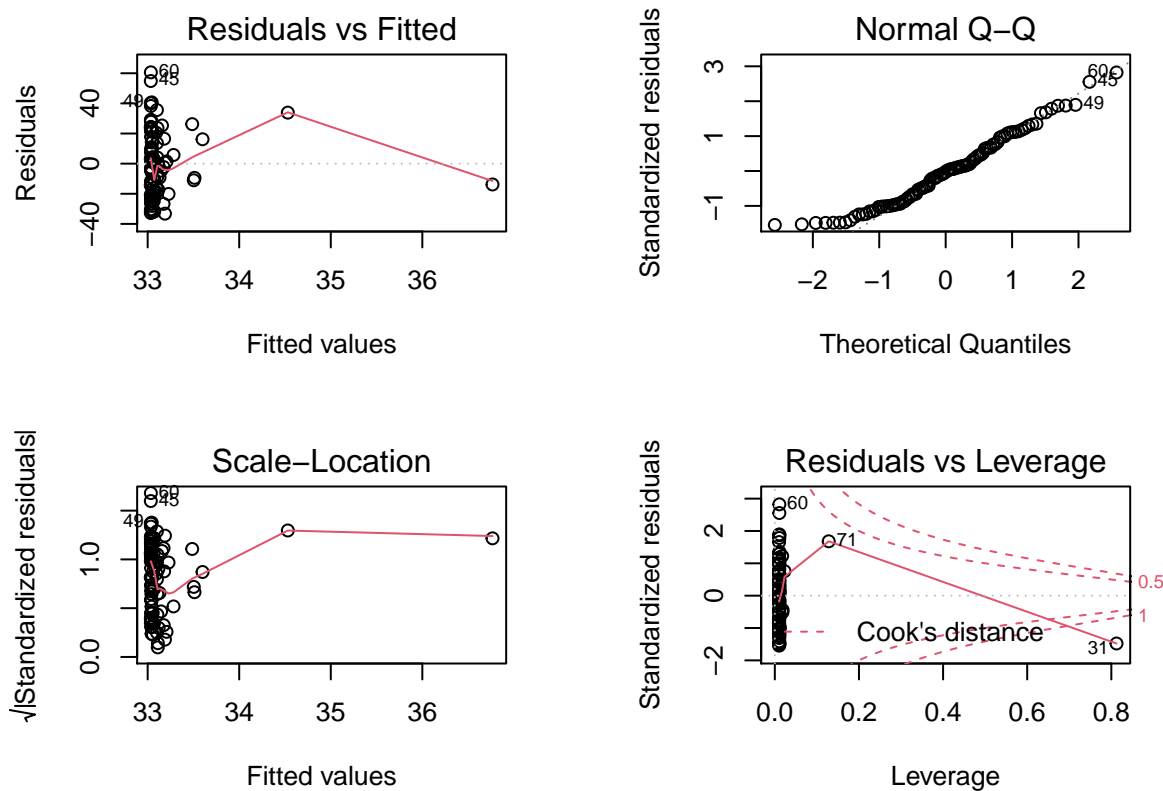 Residuals vs Fitted
Residuals
40
0
−40
60
45
49
33 34 35 36
Fitted values
Normal Q−Q
Standardized residuals
3
1
−1
60
45
49
−2 −1 0 1 2
Theoretical Quantiles
Scale−Location
√|Standardized residuals|
1.0
0.0
60
45
49
33 34 35 36
Fitted values
Residuals vs Leverage
Standardized residuals
2
0
−2
60
71
0.5
1
Cook's distance
31
0.0 0.2 0.4 0.6 0.8
Leverage